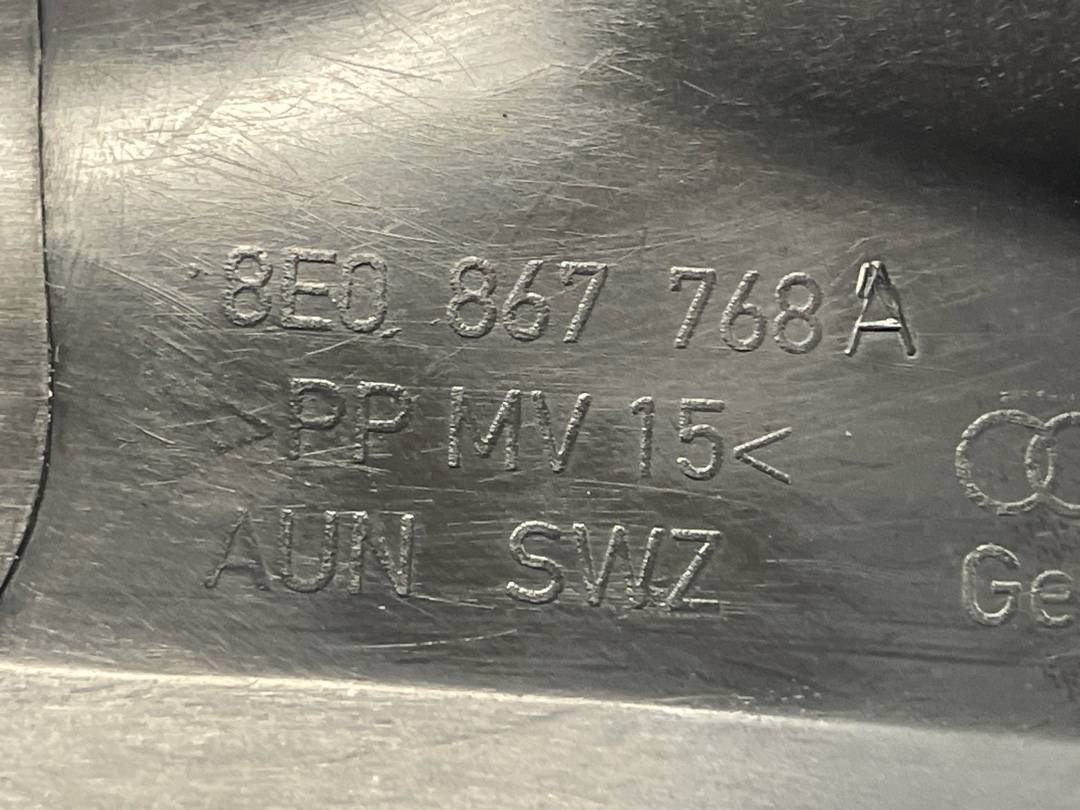 8E0 867 768 A
>PP MV 15<
AUN SWZ
Ge